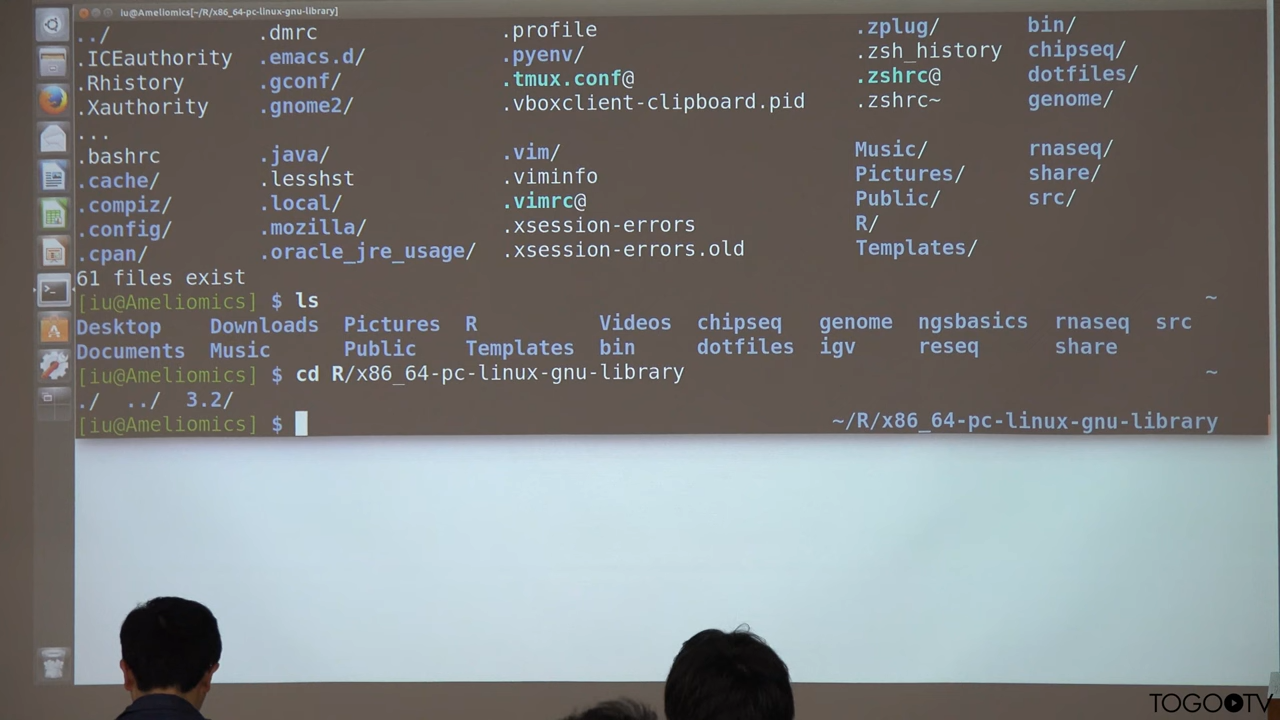 iu@Ameliomics[~/R/x86_64-pc-linux-gnu-library]
../ .dmrc .profile .zplug/ bin/
.ICEauthority .emacs.d/ .pyenv/ .zsh_history chipseq/
.Rhistory .gconf/ .tmux.conf@ .zshrc@ dotfiles/
.Xauthority .gnome2/ .vboxclient-clipboard.pid .zshrc~ genome/
...
.bashrc .java/ .vim/ Music/ rnaseq/
.cache/ .lesshst .viminfo Pictures/ share/
.compiz/ .local/ .vimrc@ Public/ src/
.config/ .mozilla/ .xsession-errors R/
.cpan/ .oracle_jre_usage/ .xsession-errors.old Templates/
61 files exist
[iu@Ameliomics] $ ls ~
Desktop Downloads Pictures R Videos chipseq genome ngsbasics rnaseq src
Documents Music Public Templates bin dotfiles igv reseq share
[iu@Ameliomics] $ cd R/x86_64-pc-linux-gnu-library ~
./ ../ 3.2/
[iu@Ameliomics] $ ~/R/x86_64-pc-linux-gnu-library
TOGOTV